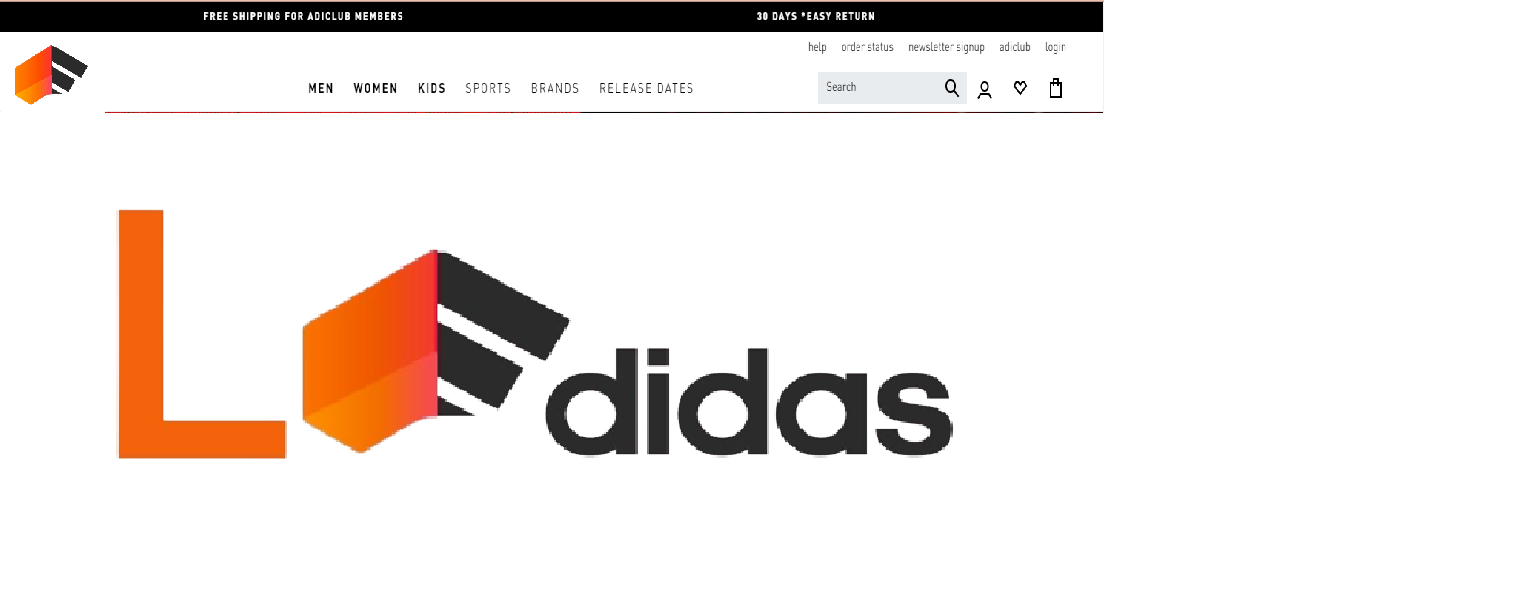 FREE SHIPPING FOR ADICLUB MEMBERS 30 DAYS *EASY RETURN
help order status newsletter signup adiclub login
MEN WOMEN KIDS SPORTS BRANDS RELEASE DATES Search
L didas